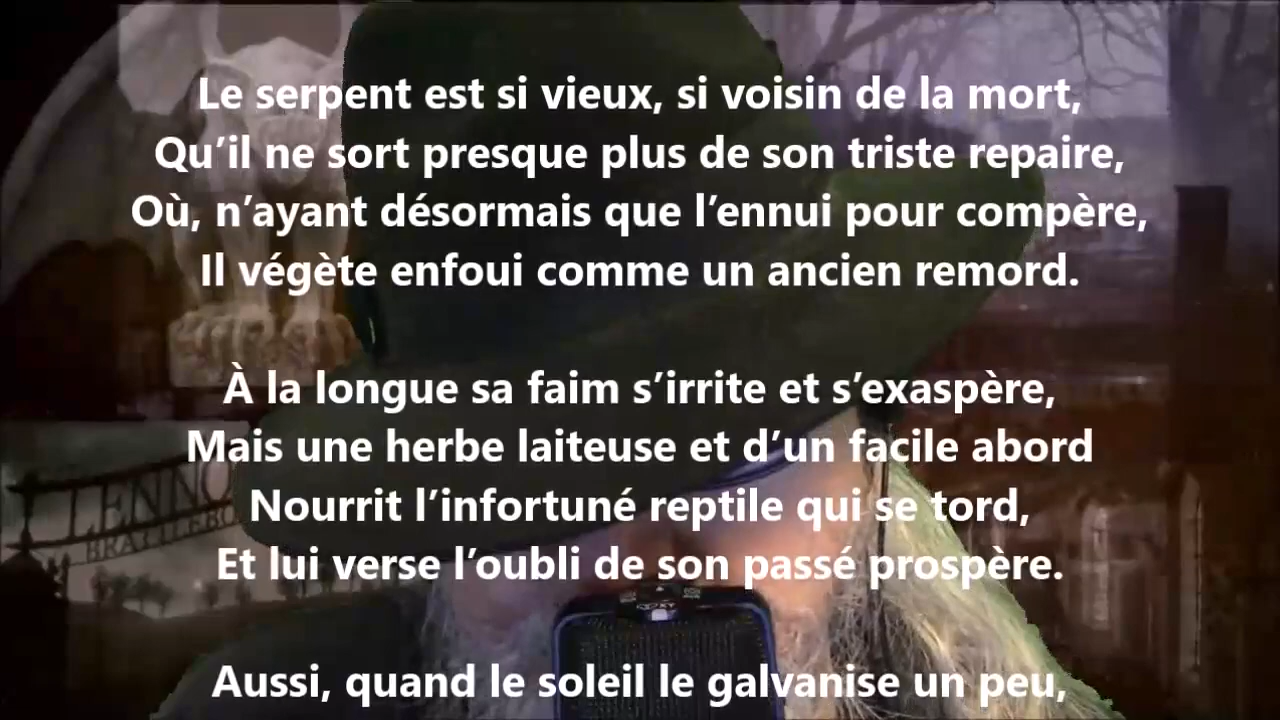 Le serpent est si vieux, si voisin de la mort,
Qu’il ne sort presque plus de son triste repaire,
Où, n’ayant désormais que l’ennui pour compère,
Il végète enfoui comme un ancien remord.
À la longue sa faim s’irrite et s’exaspère,
Mais une herbe laiteuse et d’un facile abord
Nourrit l’infortuné reptile qui se tord,
Et lui verse l’oubli de son passé prospère.
Aussi, quand le soleil le galvanise un peu,